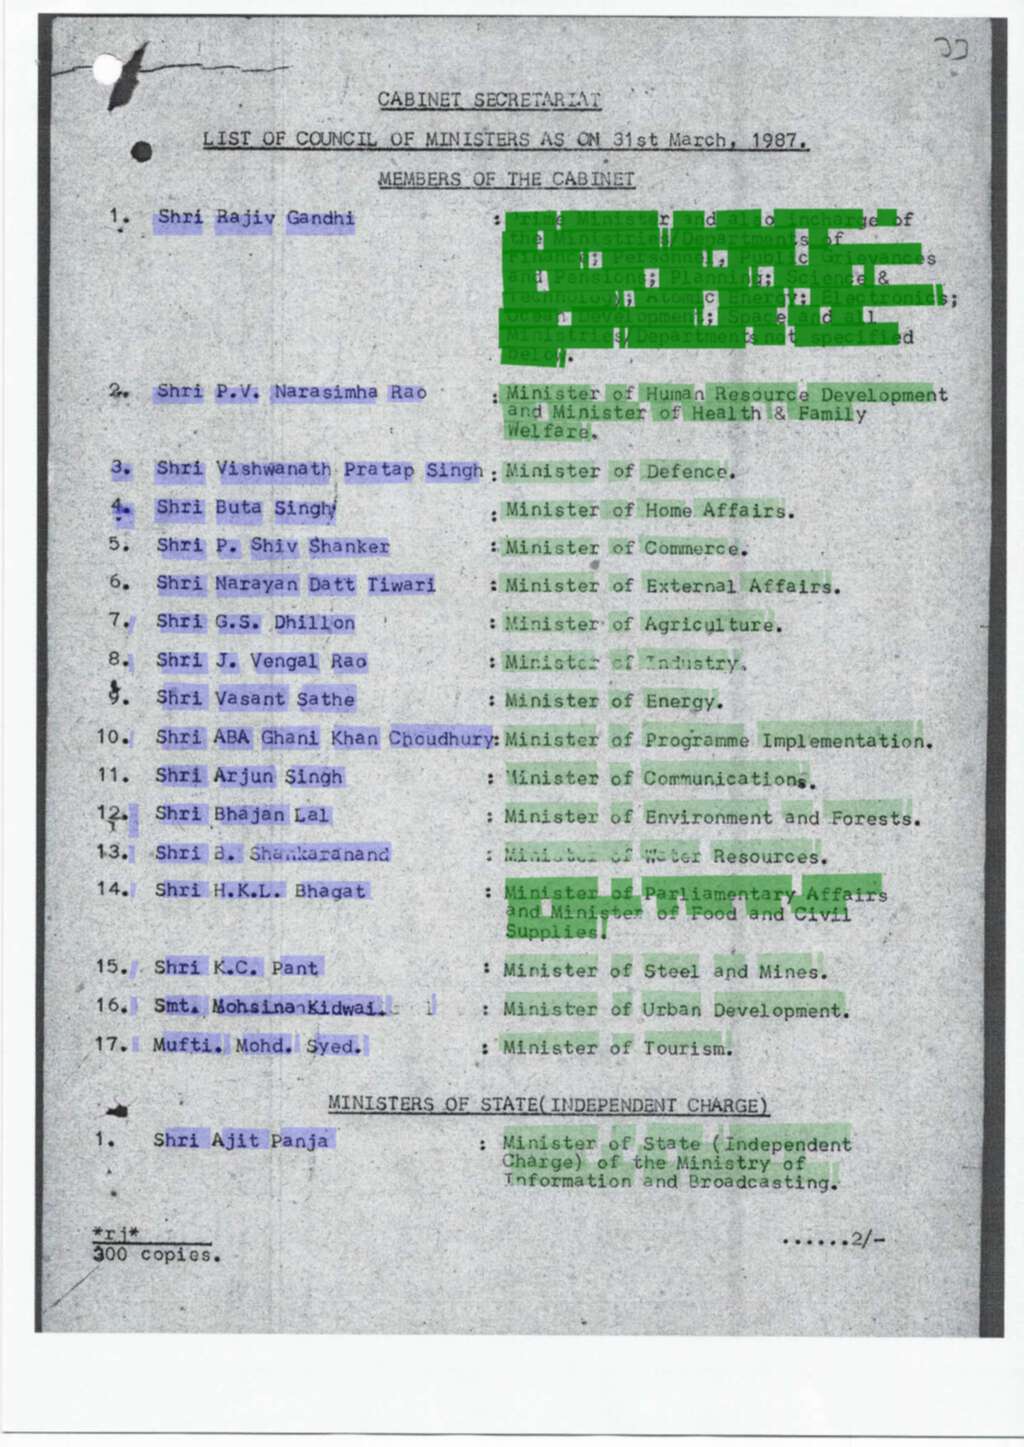 CABINET SECRETARIAT
LIST OF COUNCIL OF MINISTERS AS ON 31st March, 1987.
MEMBERS OF THE CABINET
1. Shri Rajiv Gandhi : Prime Minister and also incharge of
the Ministries/Departments of
Finance; Personnel, Public Grievances
and Pensions; Planning; Science &
Technology; Atomic Energy; Electronics;
Ocean Development; Space and all
Ministries/Departments not specified
below.
2. Shri P.V. Narasimha Rao : Minister of Human Resource Development
and Minister of Health & Family
Welfare.
3. Shri Vishwanath Pratap Singh : Minister of Defence.
4. Shri Buta Singh : Minister of Home Affairs.
5. Shri P. Shiv Shanker : Minister of Commerce.
6. Shri Narayan Datt Tiwari : Minister of External Affairs.
7. Shri G.S. Dhillon : Minister of Agriculture.
8. Shri J. Vengal Rao : Minister of Industry.
9. Shri Vasant Sathe : Minister of Energy.
10. Shri ABA Ghani Khan Choudhury: Minister of Programme Implementation.
11. Shri Arjun Singh : Minister of Communications.
12. Shri Bhajan Lal : Minister of Environment and Forests.
13. Shri B. Shankaranand : Minister of Water Resources.
14. Shri H.K.L. Bhagat : Minister of Parliamentary Affairs
and Minister of Food and Civil
Supplies.
15. Shri K.C. Pant : Minister of Steel and Mines.
16. Smt. Mohsina Kidwai. : Minister of Urban Development.
17. Mufti. Mohd. Syed. : Minister of Tourism.
MINISTERS OF STATE(INDEPENDENT CHARGE)
1. Shri Ajit Panja : Minister of State (Independent
Charge) of the Ministry of
Information and Broadcasting.
*rj*
300 copies.
......2/-